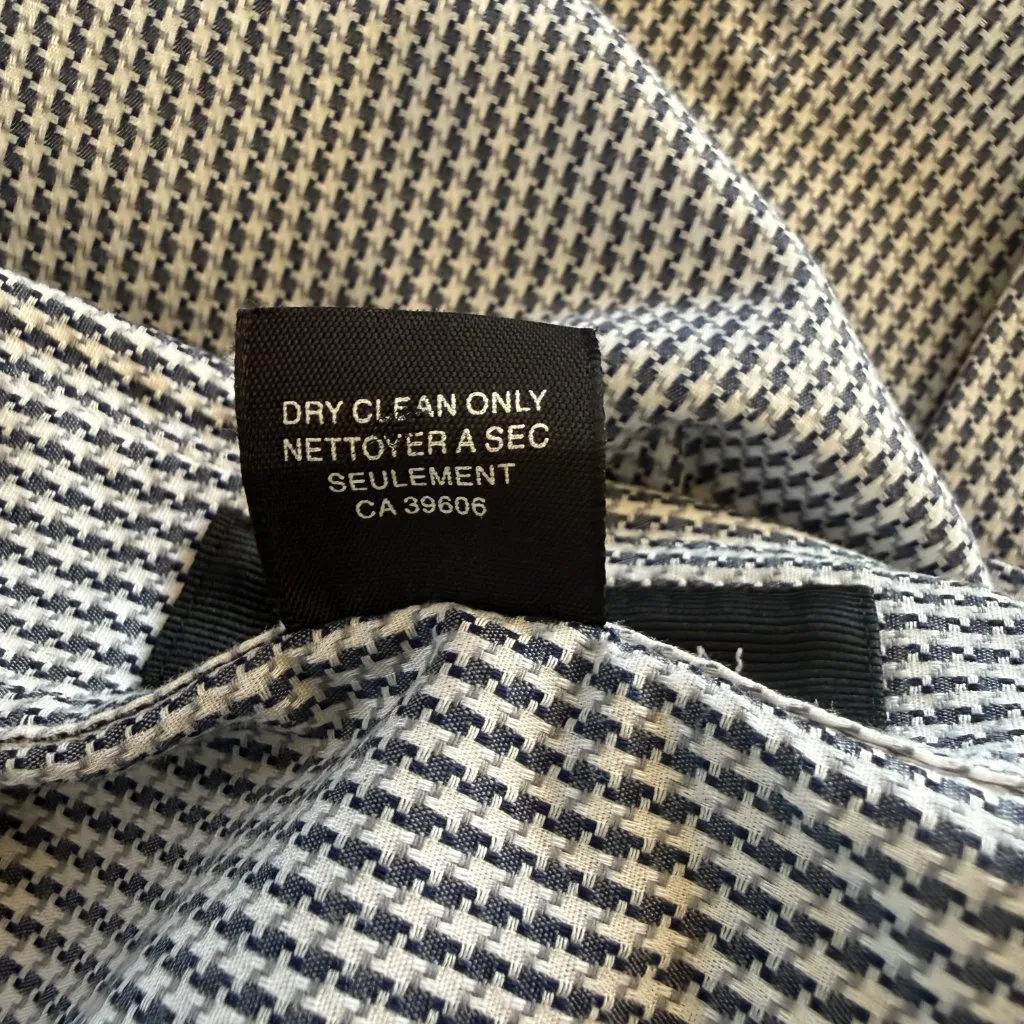 DRY CLEAN ONLY
NETTOYER A SEC
SEULEMENT
CA 39606